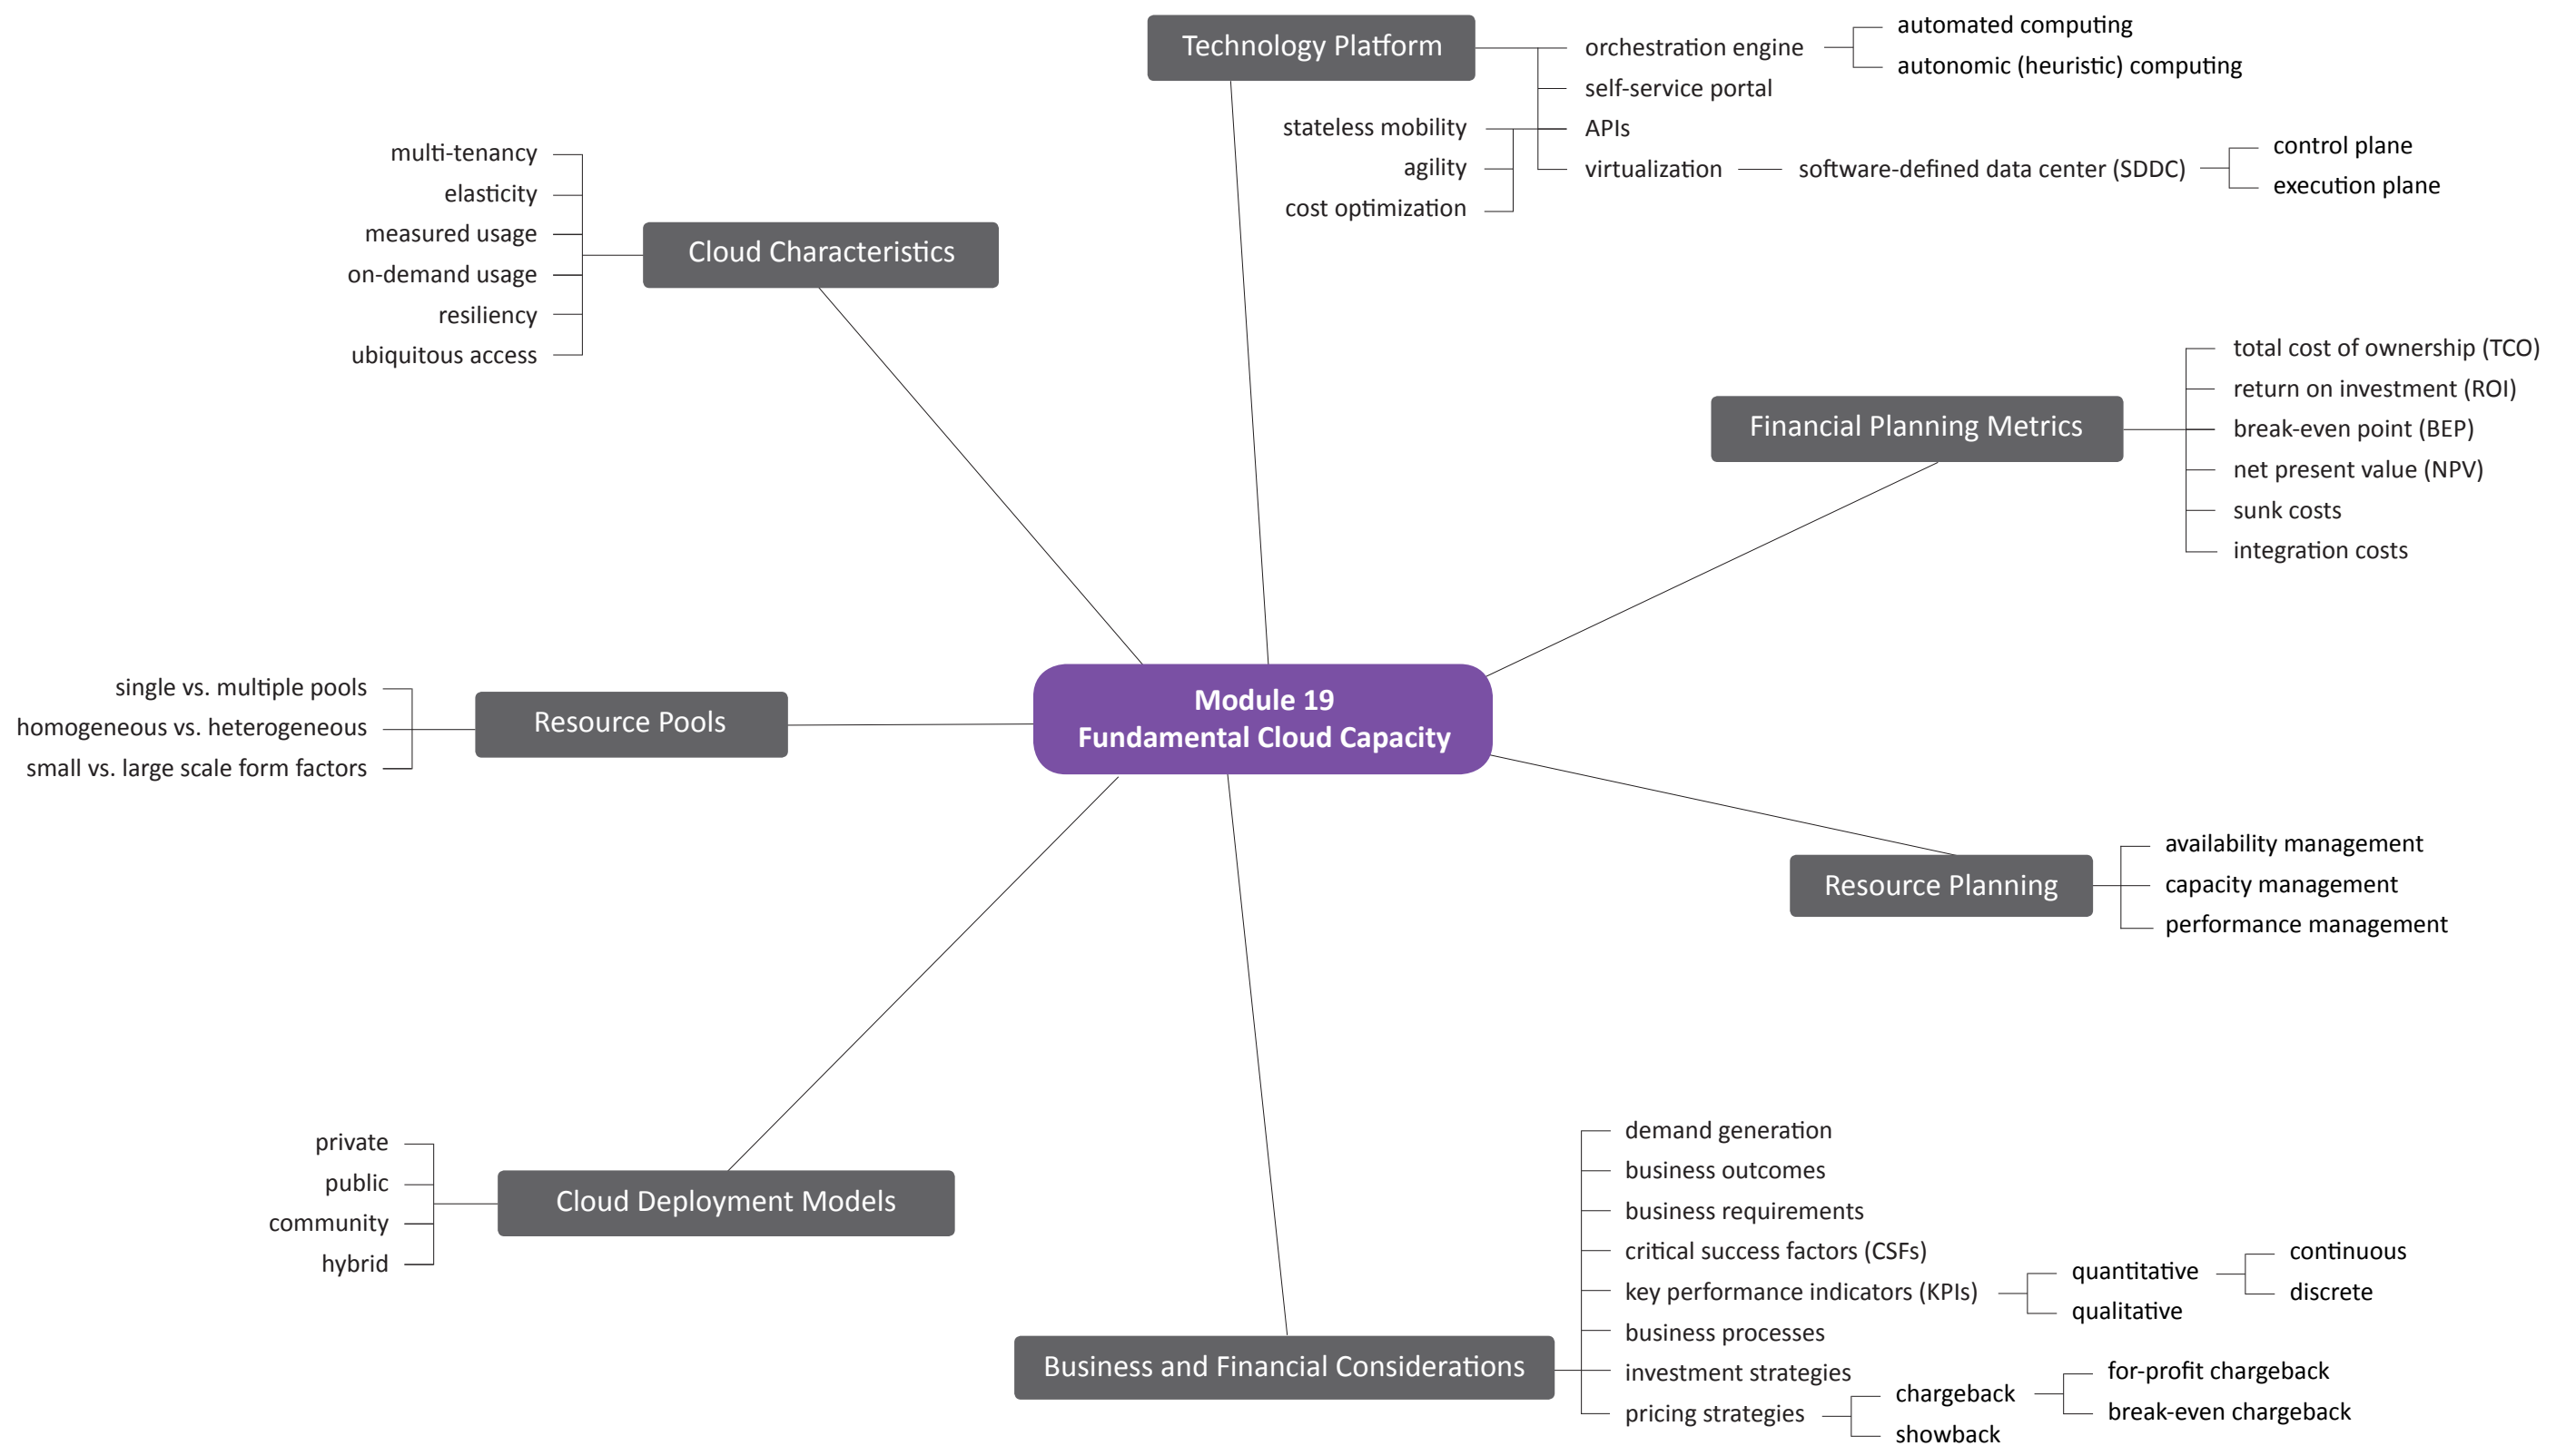 Technology Platform
orchestration engine
automated computing
autonomic (heuristic) computing
self-service portal
APIs
stateless mobility
agility
cost optimization
virtualization
software-defined data center (SDDC)
control plane
execution plane
Cloud Characteristics
multi-tenancy
elasticity
measured usage
on-demand usage
resiliency
ubiquitous access
Financial Planning Metrics
total cost of ownership (TCO)
return on investment (ROI)
break-even point (BEP)
net present value (NPV)
sunk costs
integration costs
Module 19
Fundamental Cloud Capacity
Resource Pools
single vs. multiple pools
homogeneous vs. heterogeneous
small vs. large scale form factors
Resource Planning
availability management
capacity management
performance management
Cloud Deployment Models
private
public
community
hybrid
Business and Financial Considerations
demand generation
business outcomes
business requirements
critical success factors (CSFs)
key performance indicators (KPIs)
quantitative
continuous
discrete
qualitative
business processes
investment strategies
pricing strategies
chargeback
for-profit chargeback
break-even chargeback
showback